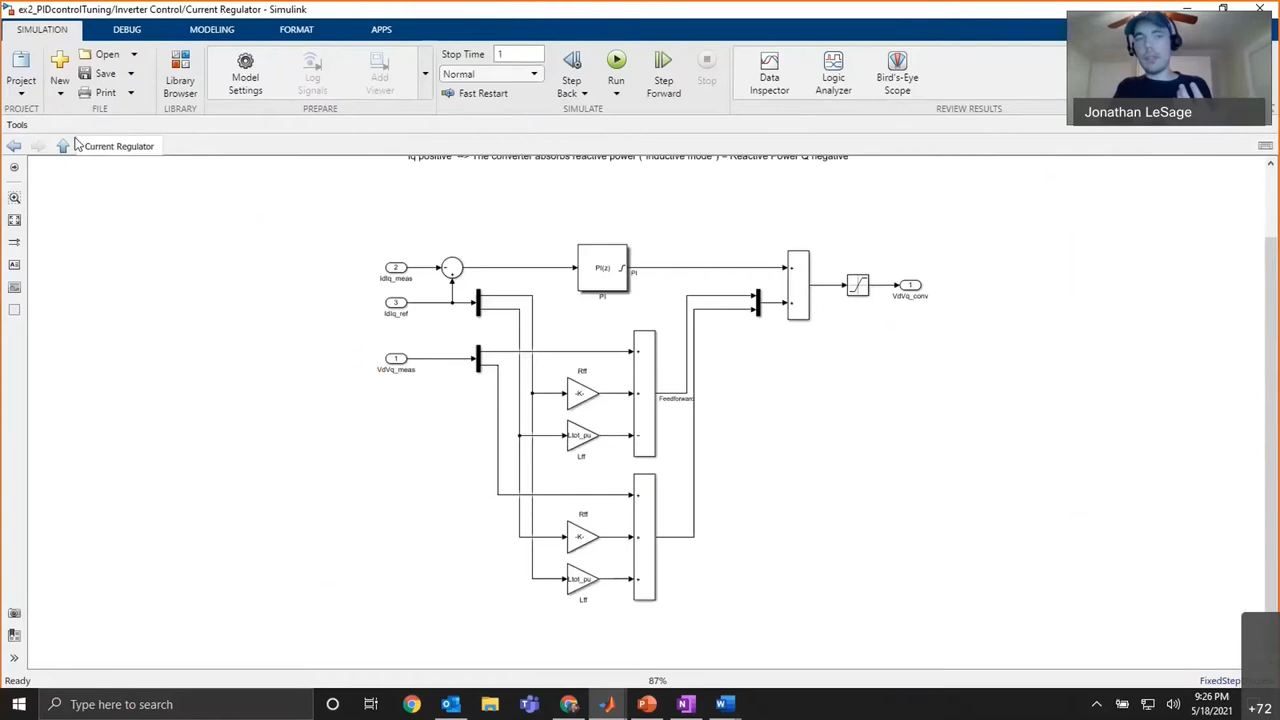 ex2_PIDcontrolTuning/Inverter Control/Current Regulator - Simulink
SIMULATION DEBUG MODELING FORMAT APPS
Project
New
Open
Save
Print
Library Browser
Model Settings
Log Signals
Add Viewer
Stop Time 1
Normal
Fast Restart
Step Back
Run
Step Forward
Stop
Data Inspector
Logic Analyzer
Bird's-Eye Scope
PROJECT FILE LIBRARY PREPARE SIMULATE REVIEW RESULTS
Jonathan LeSage
Tools
Current Regulator
Iq positive --> The converter absorbs reactive power ("Inductive mode") = Reactive Power Q negative
2
IdIq_meas
3
IdIq_ref
1
VdVq_meas
PI(z)
PI
PI
1
VdVq_conv
Rff
-K-
Feedforward
Ltot_pu
Lff
Rff
-K-
Ltot_pu
Lff
Ready 87%
Type here to search
9:26 PM
5/18/2021
+72